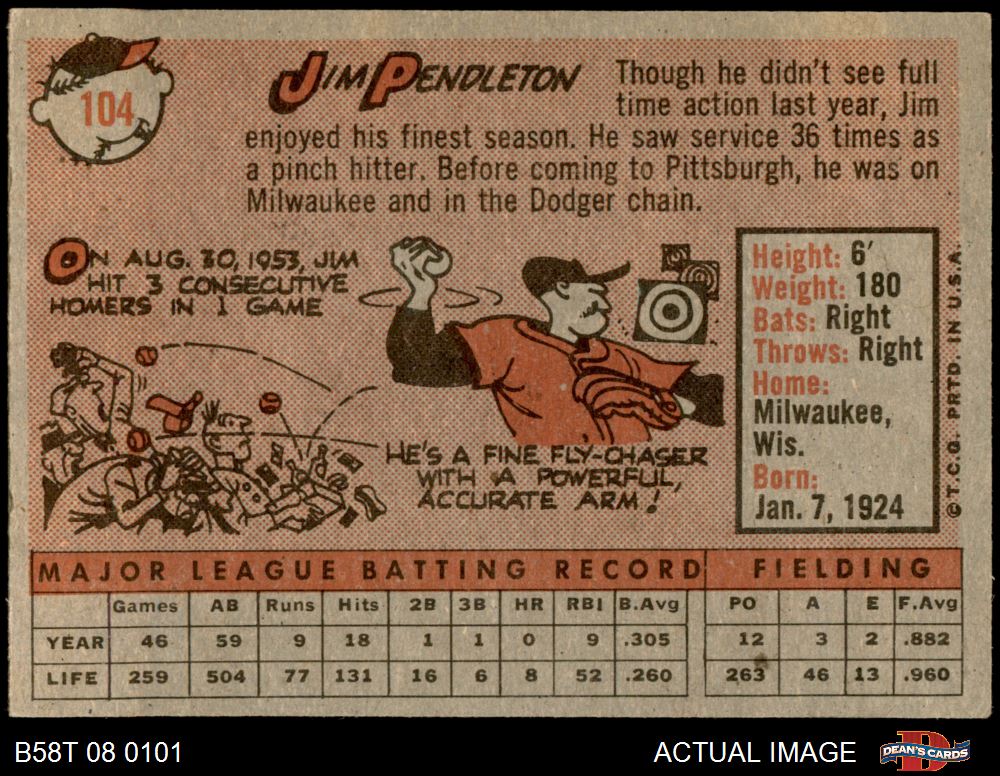 104
JIM PENDLETON
Though he didn't see full
time action last year, Jim
enjoyed his finest season. He saw service 36 times as
a pinch hitter. Before coming to Pittsburgh, he was on
Milwaukee and in the Dodger chain.
ON AUG. 30, 1953, JIM
HIT 3 CONSECUTIVE
HOMERS IN 1 GAME
HE'S A FINE FLY-CHASER
WITH A POWERFUL,
ACCURATE ARM!
Height: 6'
Weight: 180
Bats: Right
Throws: Right
Home:
Milwaukee,
Wis.
Born:
Jan. 7, 1924
©T.C.G. PRTD. IN U.S.A.
MAJOR LEAGUE BATTING RECORD FIELDING
Games AB Runs Hits 2B 3B HR RBI B.Avg PO A E F.Avg
YEAR 46 59 9 18 1 1 0 9 .305 12 3 2 .882
LIFE 259 504 77 131 16 6 8 52 .260 263 46 13 .960
B58T 08 0101 ACTUAL IMAGE DEAN'S CARDS